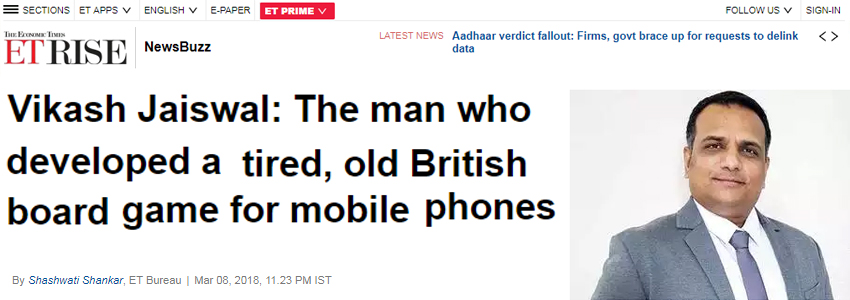 SECTIONS ET APPS ENGLISH E-PAPER ET PRIME FOLLOW US SIGN-IN
THE ECONOMIC TIMES
ET RISE NewsBuzz
LATEST NEWS Aadhaar verdict fallout: Firms, govt brace up for requests to delink
data
Vikash Jaiswal: The man who
developed a tired, old British
board game for mobile phones
By Shashwati Shankar, ET Bureau | Mar 08, 2018, 11.23 PM IST